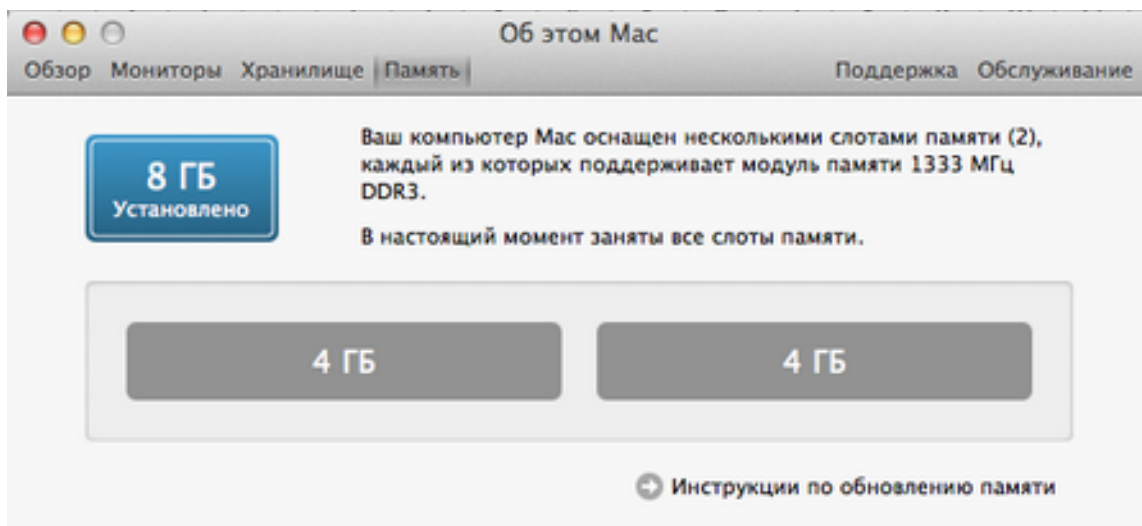 Об этом Mac
Обзор Мониторы Хранилище Память Поддержка Обслуживание
8 ГБ
Установлено
Ваш компьютер Mac оснащен несколькими слотами памяти (2),
каждый из которых поддерживает модуль памяти 1333 МГц
DDR3.
В настоящий момент заняты все слоты памяти.
4 ГБ 4 ГБ
Инструкции по обновлению памяти